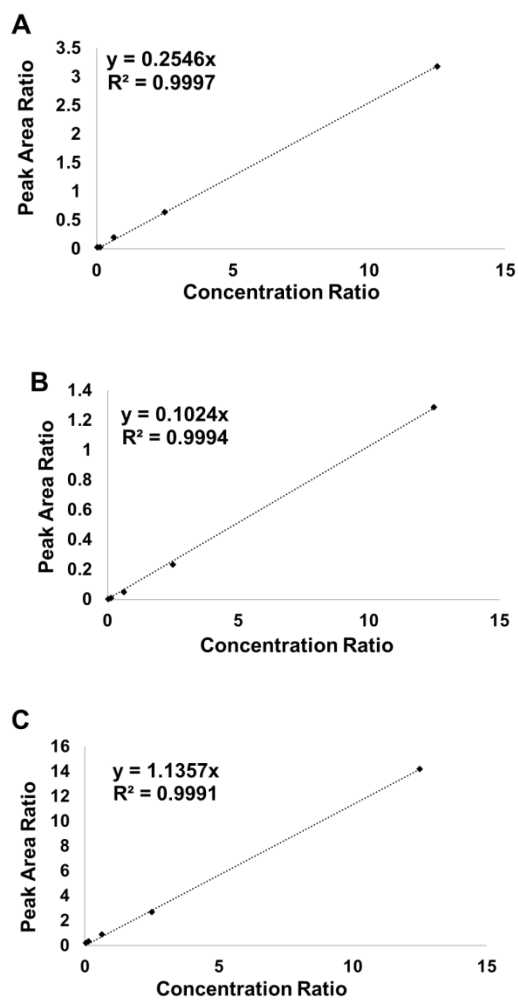 A
y = 0.2546x
R² = 0.9997
Peak Area Ratio
3.5
3
2.5
2
1.5
1
0.5
0
0 5 10 15
Concentration Ratio
B
y = 0.1024x
R² = 0.9994
Peak Area Ratio
1.4
1.2
1
0.8
0.6
0.4
0.2
0
0 5 10 15
Concentration Ratio
C
y = 1.1357x
R² = 0.9991
Peak Area Ratio
16
14
12
10
8
6
4
2
0
0 5 10 15
Concentration Ratio